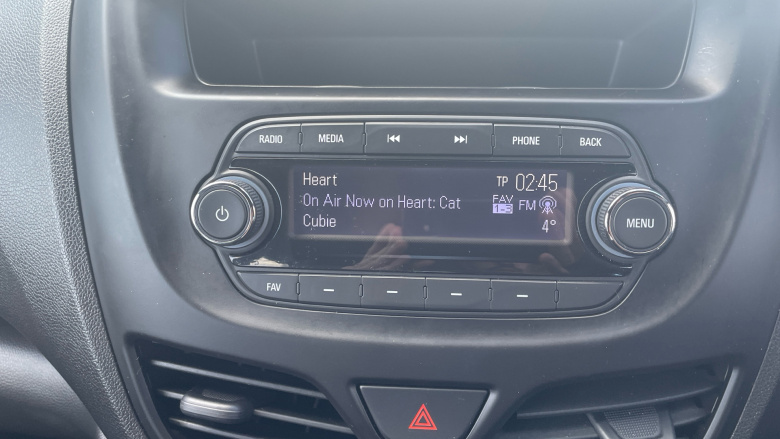 RADIO MEDIA PHONE BACK
Heart TP 02:45
On Air Now on Heart: Cat FAV 1-3 FM
Cubie 4°
MENU
FAV